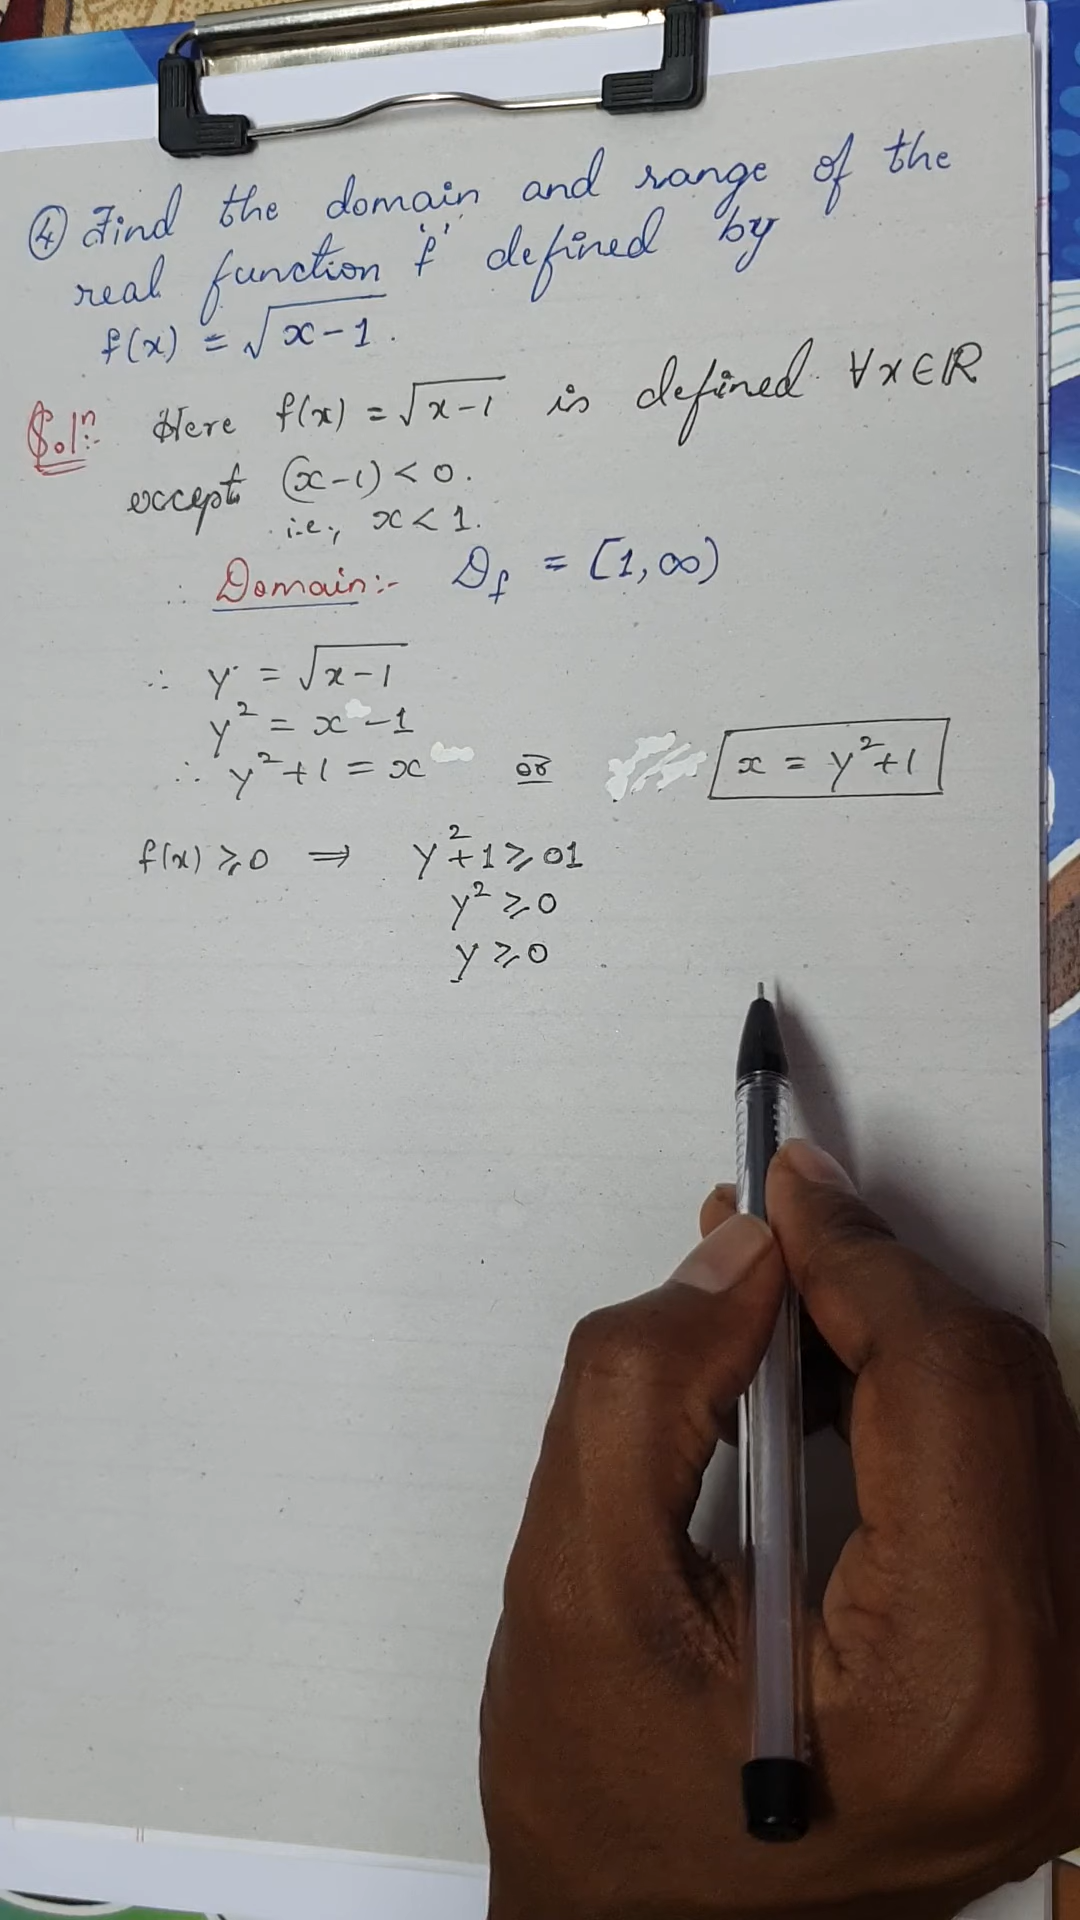 ④ Find the domain and range of the
real function 'f' defined by
f(x) = √(x-1).
Solⁿ:- Here f(x) = √(x-1) is defined ∀x∈ℝ
except (x-1) < 0.
i.e., x < 1.
∴ Domain:- D_f = [1, ∞)
∴ y = √(x-1)
y² = x -1
∴ y²+1 = x or x = y²+1
f(x) ≥ 0 ⇒ y²+1 ≥ 01
y² ≥ 0
y ≥ 0